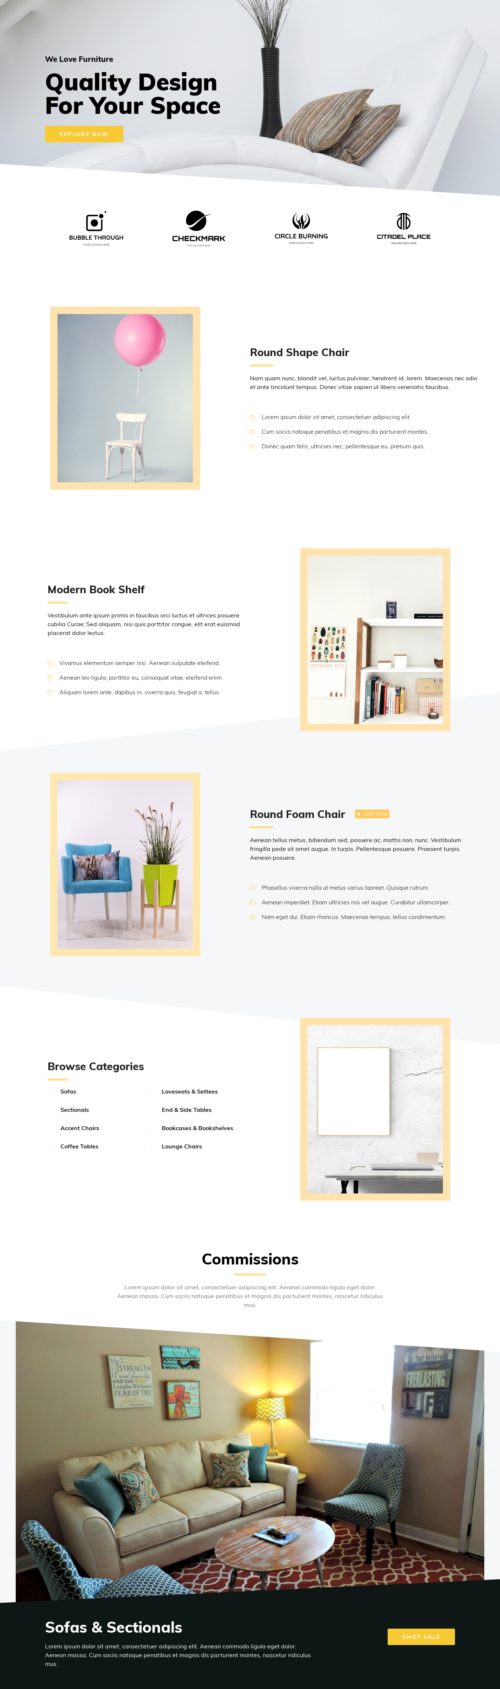 We Love Furniture
Quality Design
For Your Space
EXPLORE NOW
BUBBLE THROUGH
CHECKMARK
CIRCLE BURNING
CITADEL PLACE
Round Shape Chair
Nam quam nunc, blandit vel, luctus pulvinar, hendrerit id, lorem. Maecenas nec odio
et ante tincidunt tempus. Donec vitae sapien ut libero venenatis faucibus.
Lorem ipsum dolor sit amet, consectetuer adipiscing elit.
Cum sociis natoque penatibus et magnis dis parturient montes.
Donec quam felis, ultricies nec, pellentesque eu, pretium quis.
Modern Book Shelf
Vestibulum ante ipsum primis in faucibus orci luctus et ultrices posuere
cubilia Curae; Sed aliquam, nisi quis porttitor congue, elit erat euismod
placerat dolor lectus.
Vivamus elementum semper nisi. Aenean vulputate eleifend.
Aenean leo ligula, porttitor eu, consequat vitae, eleifend enim.
Aliquam lorem ante, dapibus in, viverra quis, feugiat a, tellus.
Round Foam Chair
Aenean tellus metus, bibendum sed, posuere ac, mattis non, nunc. Vestibulum
fringilla pede sit amet augue. In turpis. Pellentesque posuere. Praesent turpis.
Aenean posuere.
Phasellus viverra nulla ut metus varius laoreet. Quisque rutrum.
Aenean imperdiet. Etiam ultricies nisi vel augue. Curabitur ullamcorper.
Nam eget dui. Etiam rhoncus. Maecenas tempus, tellus condimentum.
Browse Categories
Sofas
Loveseats & Settees
Sectionals
End & Side Tables
Accent Chairs
Bookcases & Bookshelves
Coffee Tables
Lounge Chairs
Commissions
Lorem ipsum dolor sit amet, consectetuer adipiscing elit. Aenean commodo ligula eget dolor.
Aenean massa. Cum sociis natoque penatibus et magnis dis parturient montes, nascetur ridiculus
mus.
STRENGTH
EVERLASTING
LIFE
Sofas & Sectionals
Lorem ipsum dolor sit amet, consectetuer adipiscing elit. Aenean commodo ligula eget dolor.
Aenean massa. Cum sociis natoque penatibus et magnis dis parturient montes, nascetur ridiculus
mus.
SHOP SALE